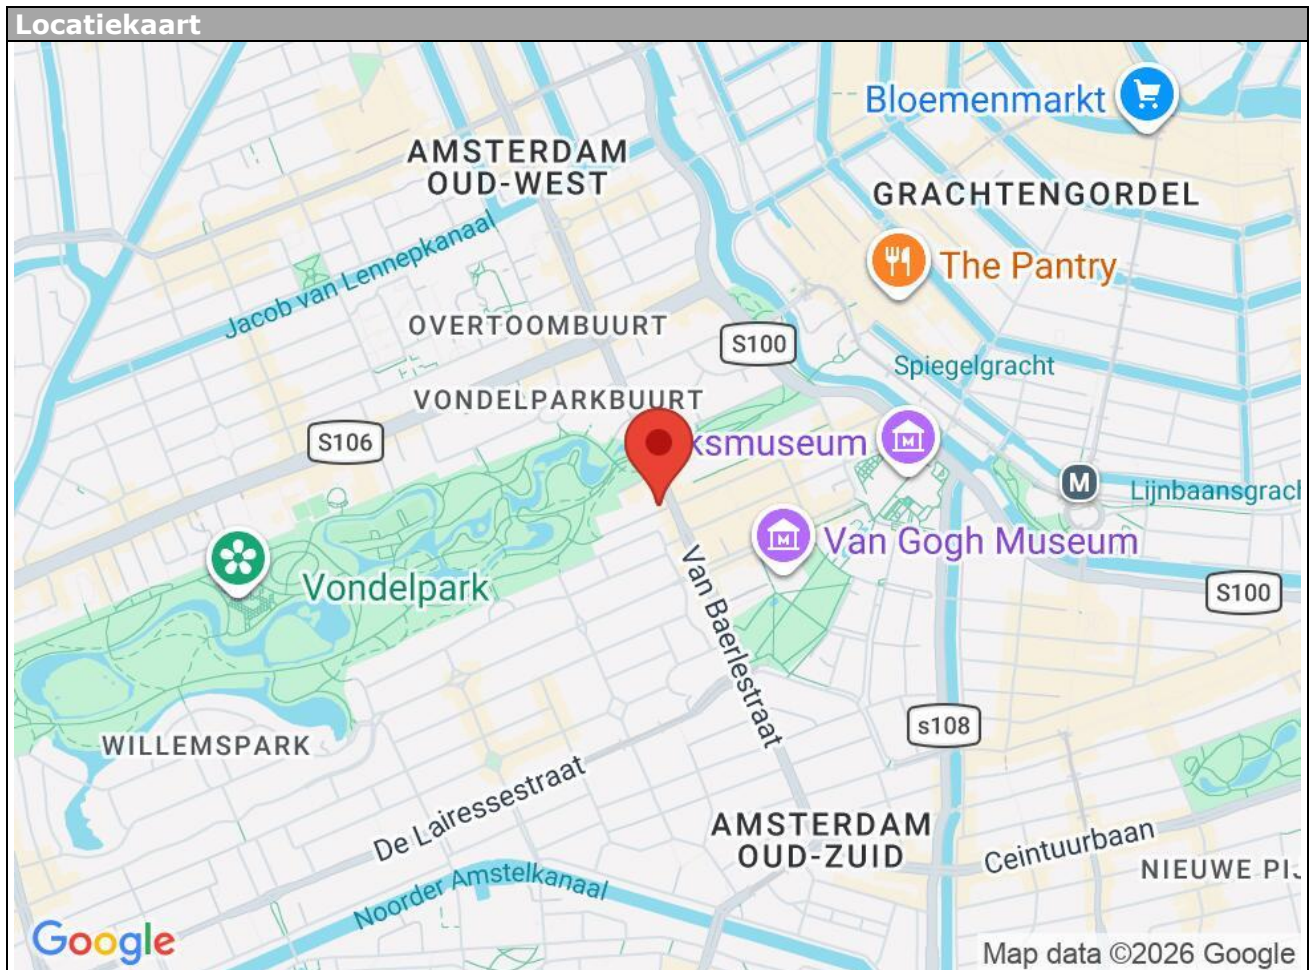 Locatiekaart
Bloemenmarkt
AMSTERDAM
OUD-WEST
GRACHTENGORDEL
Jacob van Lennepkanaal
The Pantry
OVERTOOMBUURT
S100
Spiegelgracht
VONDELPARKBUURT
S106
ksmuseum
M
Lijnbaansgracl
Van Gogh Museum
Vondelpark
S100
Van Baerlestraat
s108
WILLEMSPARK
De Lairessestraat
AMSTERDAM
OUD-ZUID
Ceintuurbaan
NIEUWE PI
Noorder Amstelkanaal
Google
Map data ©2026 Google